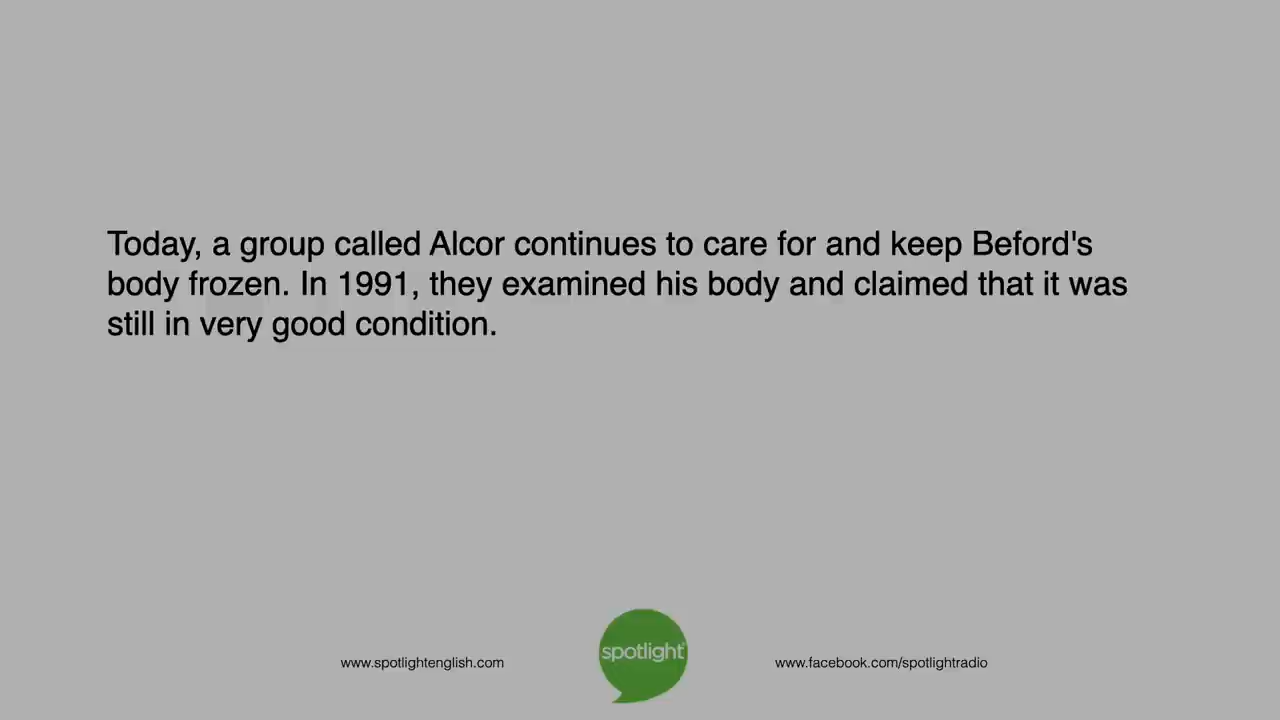 Today, a group called Alcor continues to care for and keep Beford's
body frozen. In 1991, they examined his body and claimed that it was
still in very good condition.
www.spotlightenglish.com
spotlight
www.facebook.com/spotlightradio